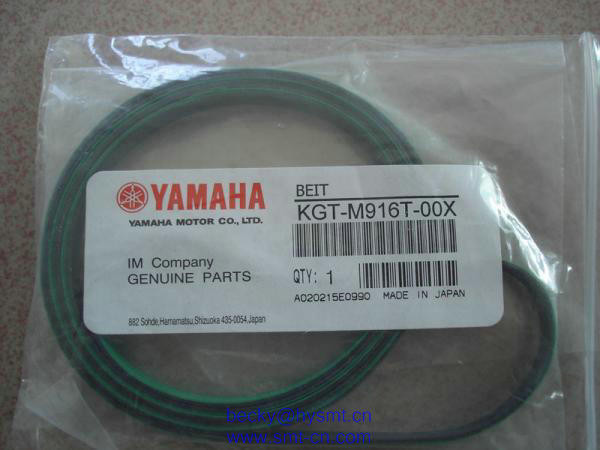 YAMAHA
YAMAHA MOTOR CO., LTD.
IM Company
GENUINE PARTS
882 Sohde,Hamamatsu,Shizuoka 435-0054,Japan
BEIT
KGT-M916T-00X
QTY: 1
A020215E0990 MADE IN JAPAN
becky@hysmt.cn
www.smt-cn.com